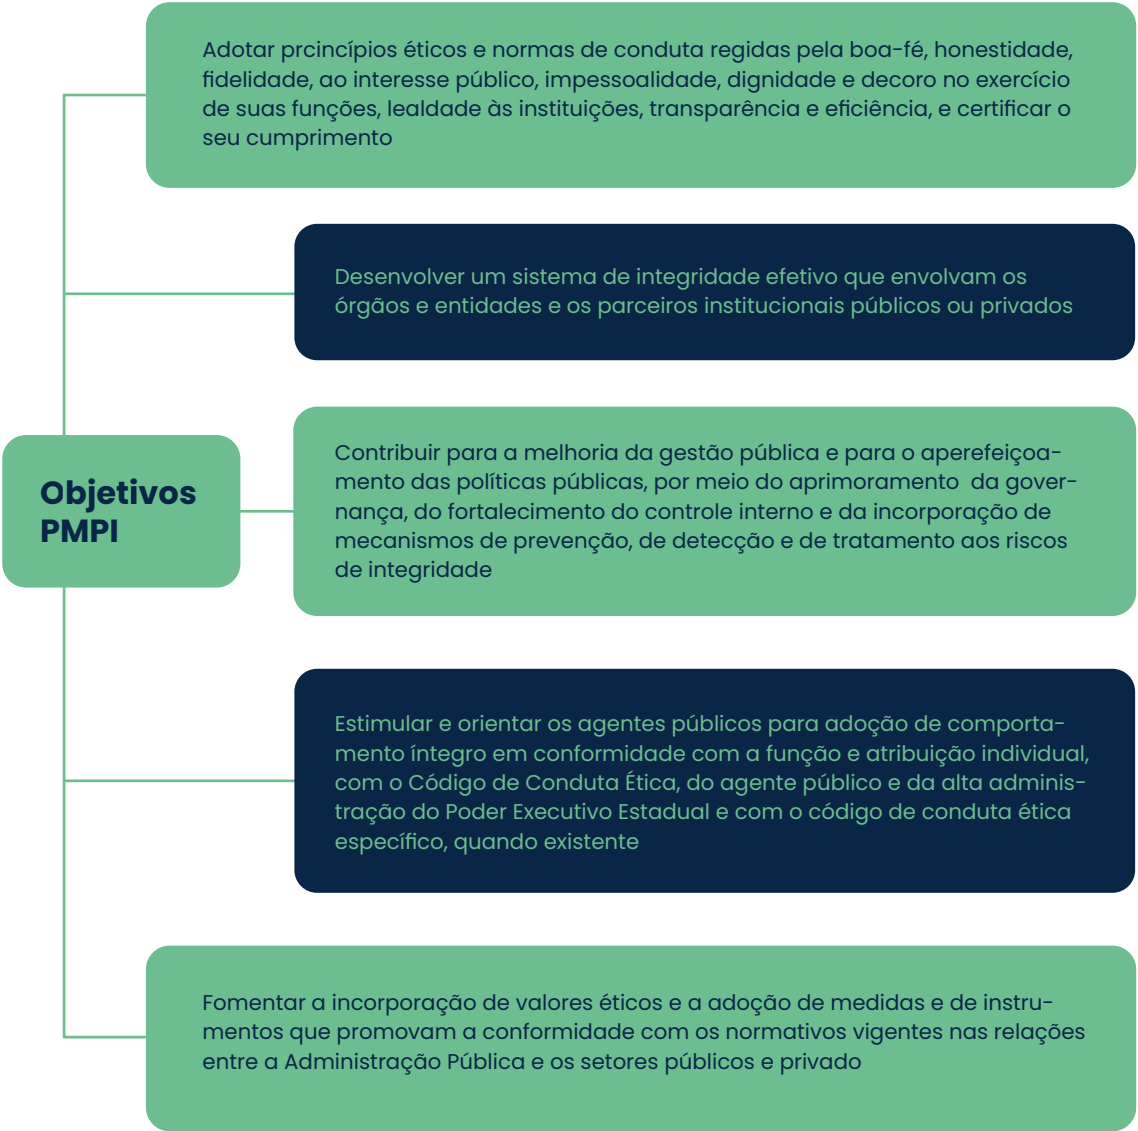 Adotar prcincípios éticos e normas de conduta regidas pela boa-fé, honestidade,
fidelidade, ao interesse público, impessoalidade, dignidade e decoro no exercício
de suas funções, lealdade às instituições, transparência e eficiência, e certificar o
seu cumprimento
Desenvolver um sistema de integridade efetivo que envolvam os
órgãos e entidades e os parceiros institucionais públicos ou privados
Objetivos
PMPI
Contribuir para a melhoria da gestão pública e para o aperefeiçoa-
mento das políticas públicas, por meio do aprimoramento  da gover-
nança, do fortalecimento do controle interno e da incorporação de
mecanismos de prevenção, de detecção e de tratamento aos riscos
de integridade
Estimular e orientar os agentes públicos para adoção de comporta-
mento íntegro em conformidade com a função e atribuição individual,
com o Código de Conduta Ética, do agente público e da alta adminis-
tração do Poder Executivo Estadual e com o código de conduta ética
específico, quando existente
Fomentar a incorporação de valores éticos e a adoção de medidas e de instru-
mentos que promovam a conformidade com os normativos vigentes nas relações
entre a Administração Pública e os setores públicos e privado